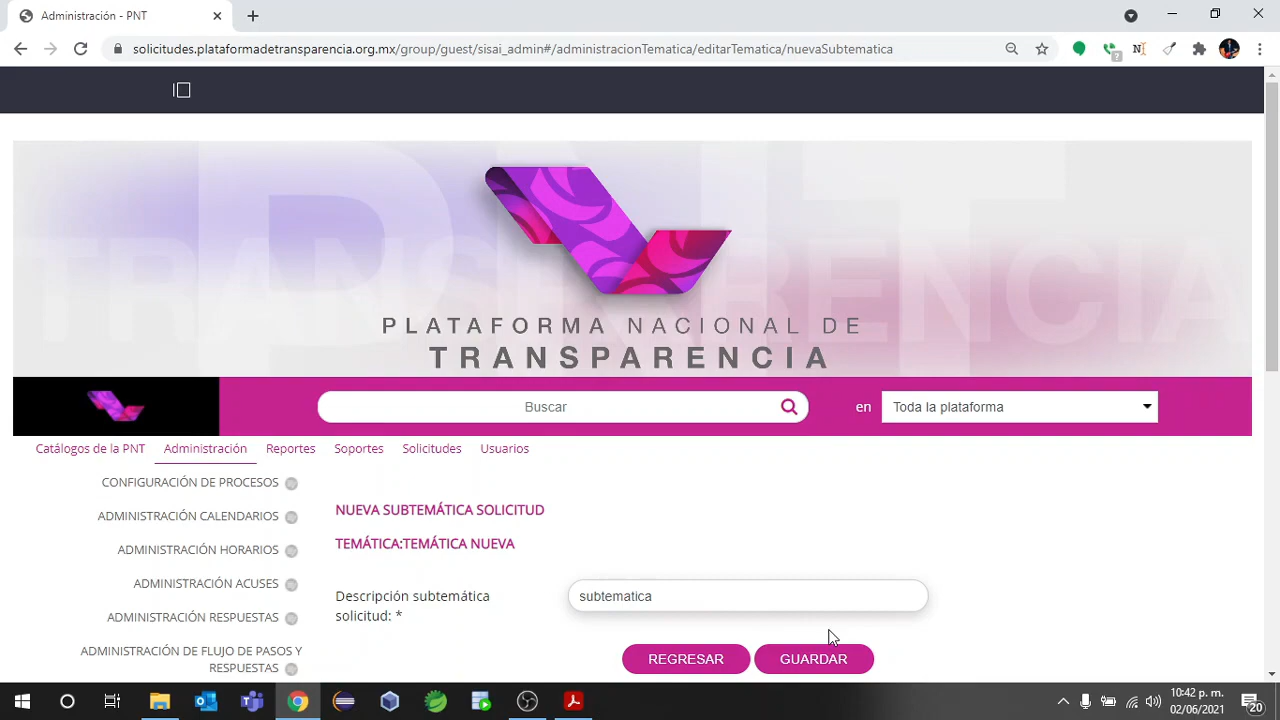 Administración - PNT
solicitudes.plataformadetransparencia.org.mx/group/guest/sisai_admin#/administracionTematica/editarTematica/nuevaSubtematica
PNT
TRANSPARENCIA
PLATAFORMA NACIONAL DE
TRANSPARENCIA
Buscar
en
Toda la plataforma
Catálogos de la PNT Administración Reportes Soportes Solicitudes Usuarios
CONFIGURACIÓN DE PROCESOS
ADMINISTRACIÓN CALENDARIOS
ADMINISTRACIÓN HORARIOS
ADMINISTRACIÓN ACUSES
ADMINISTRACIÓN RESPUESTAS
ADMINISTRACIÓN DE FLUJO DE PASOS Y
RESPUESTAS
NUEVA SUBTEMÁTICA SOLICITUD
TEMÁTICA:TEMÁTICA NUEVA
Descripción subtemática
solicitud: *
subtematica
REGRESAR GUARDAR
10:42 p. m.
02/06/2021
20